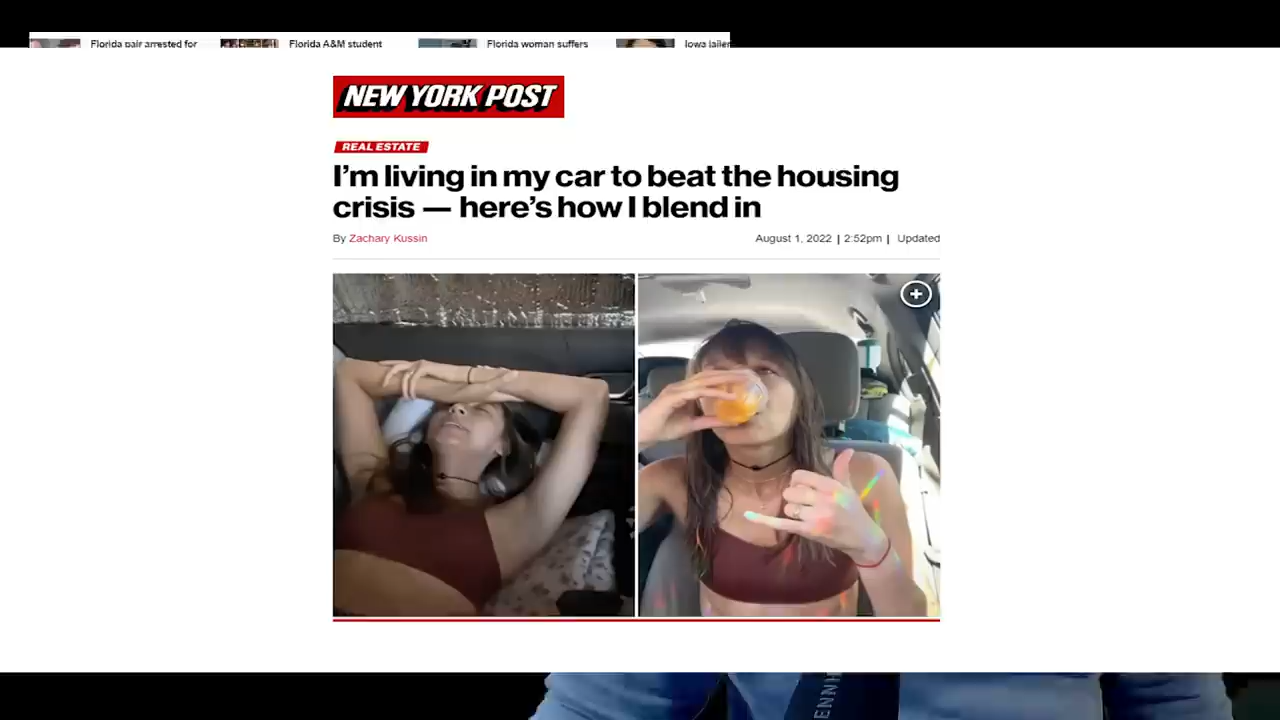 Florida pair arrested for
Florida A&M student
Florida woman suffers
Iowa jailer
NEW YORK POST
REAL ESTATE
I'm living in my car to beat the housing
crisis — here's how I blend in
By Zachary Kussin
August 1, 2022 | 2:52pm | Updated
ENNH